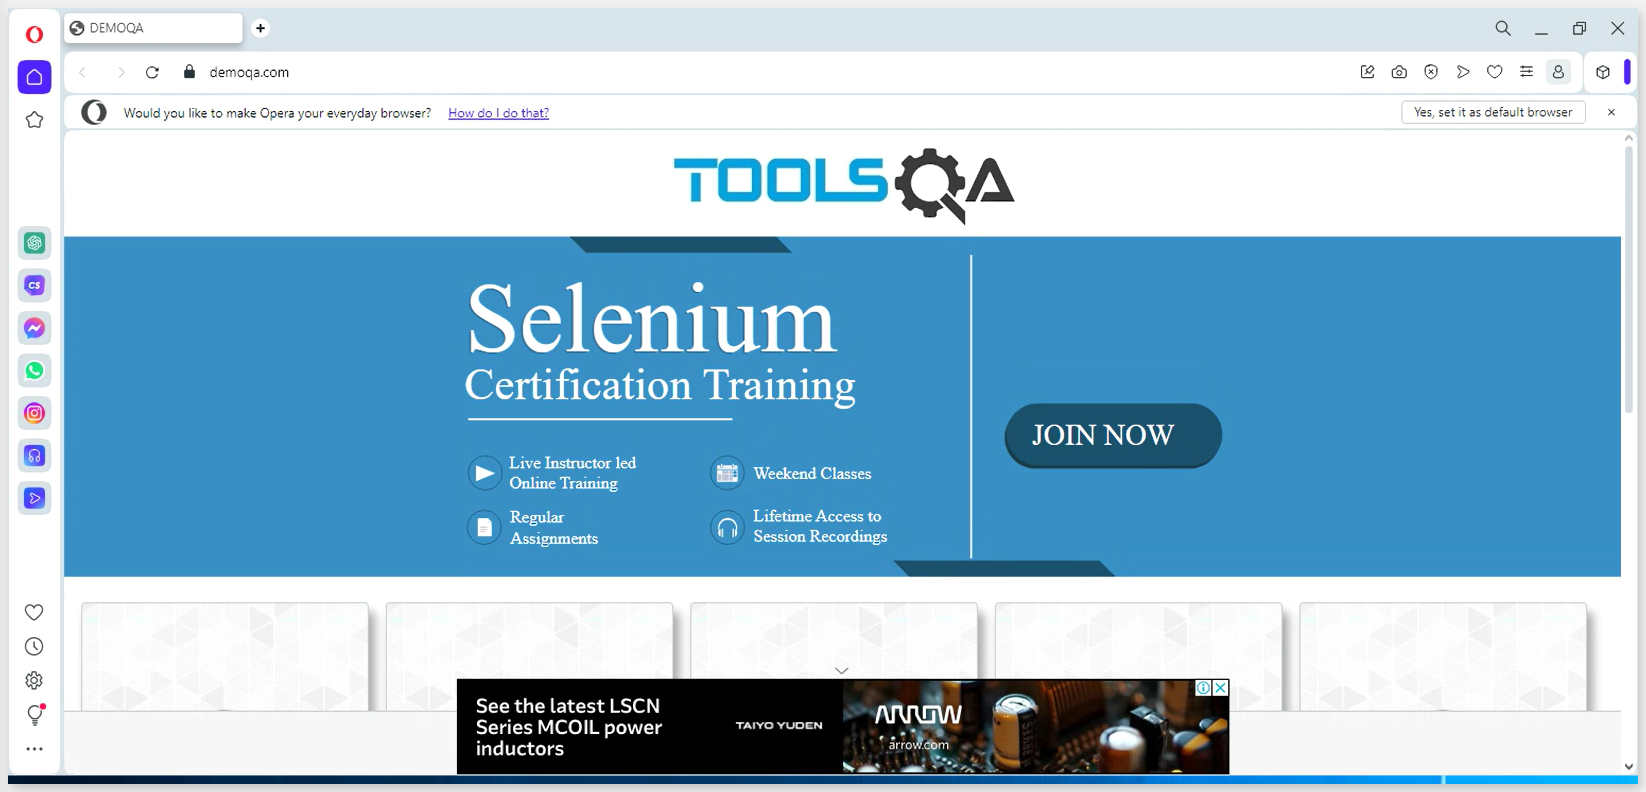 DEMOQA
demoqa.com
Would you like to make Opera your everyday browser? How do I do that?
Yes, set it as default browser
TOOLSQA
Selenium
Certification Training
Live Instructor led
Online Training
Weekend Classes
Regular
Assignments
Lifetime Access to
Session Recordings
JOIN NOW
CS
See the latest LSCN
Series MCOIL power
inductors
TAIYO YUDEN
ARROW
arrow.com